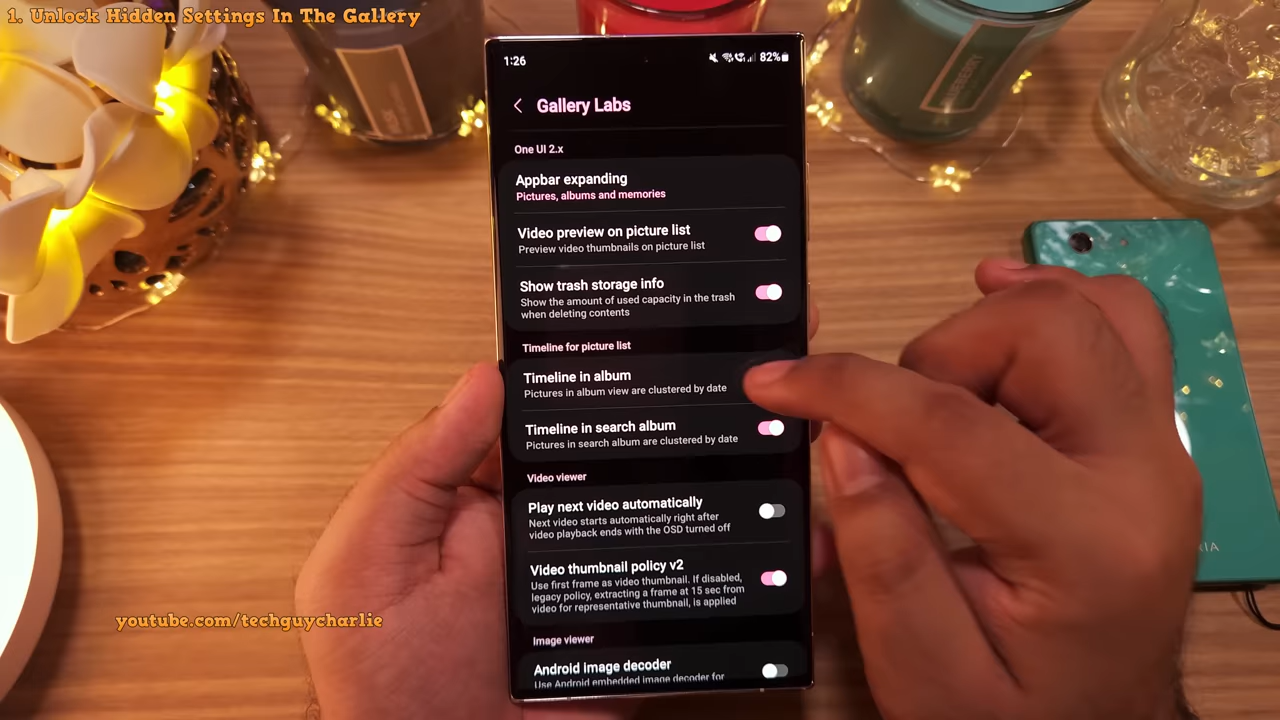 1. Unlock Hidden Settings In The Gallery
1:26
82%
Gallery Labs
One UI 2.x
Appbar expanding
Pictures, albums and memories
Video preview on picture list
Preview video thumbnails on picture list
Show trash storage info
Show the amount of used capacity in the trash
when deleting contents
Timeline for picture list
Timeline in album
Pictures in album view are clustered by date
Timeline in search album
Pictures in search album are clustered by date
Video viewer
Play next video automatically
Next video starts automatically right after
video playback ends with the OSD turned off
Video thumbnail policy v2
Use first frame as video thumbnail. If disabled,
legacy policy, extracting a frame at 15 sec from
video for representative thumbnail, is applied
Image viewer
Android image decoder
Use Android embedded image decoder for
youtube.com/techguycharlie